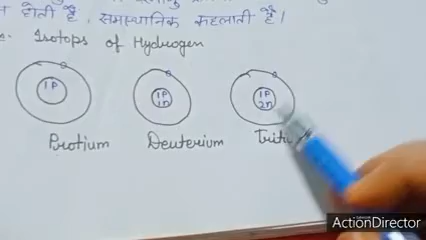 होती है, समस्थानिक कहलाती है।
Isotops of Hydrogen
1P
1P
1n
1P
2n
Protium Deuterium
ActionDirector